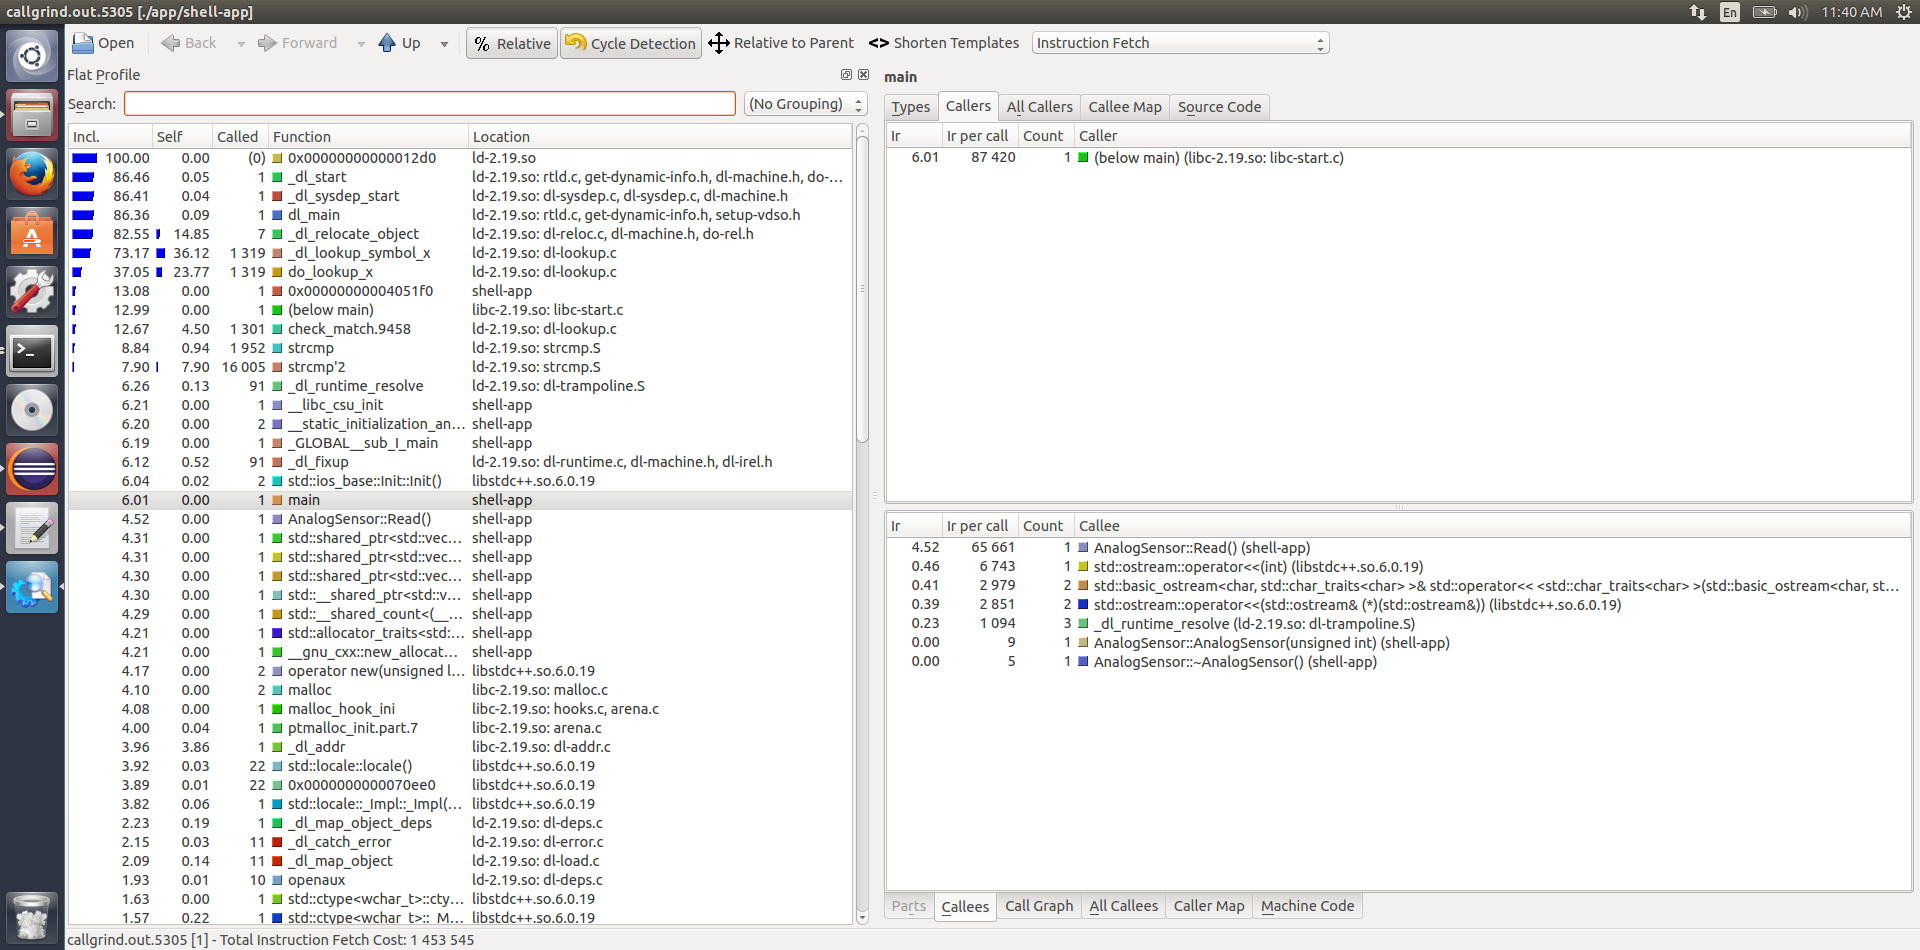 callgrind.out.5305 [./app/shell-app]
En
11:40 AM
Open
Back
Forward
Up
% Relative
Cycle Detection
Relative to Parent
<> Shorten Templates
Instruction Fetch
Flat Profile
Search:
(No Grouping)
Incl. Self Called Function Location
100.00 0.00 (0) 0x00000000000012d0 ld-2.19.so
86.46 0.05 1 _dl_start ld-2.19.so: rtld.c, get-dynamic-info.h, dl-machine.h, do-...
86.41 0.04 1 _dl_sysdep_start ld-2.19.so: dl-sysdep.c, dl-sysdep.c, dl-machine.h
86.36 0.09 1 dl_main ld-2.19.so: rtld.c, get-dynamic-info.h, setup-vdso.h
82.55 14.85 7 _dl_relocate_object ld-2.19.so: dl-reloc.c, dl-machine.h, do-rel.h
73.17 36.12 1 319 _dl_lookup_symbol_x ld-2.19.so: dl-lookup.c
37.05 23.77 1 319 do_lookup_x ld-2.19.so: dl-lookup.c
13.08 0.00 1 0x00000000004051f0 shell-app
12.99 0.00 1 (below main) libc-2.19.so: libc-start.c
12.67 4.50 1 301 check_match.9458 ld-2.19.so: dl-lookup.c
8.84 0.94 1 952 strcmp ld-2.19.so: strcmp.S
7.90 7.90 16 005 strcmp'2 ld-2.19.so: strcmp.S
6.26 0.13 91 _dl_runtime_resolve ld-2.19.so: dl-trampoline.S
6.21 0.00 1 __libc_csu_init shell-app
6.20 0.00 2 __static_initialization_an... shell-app
6.19 0.00 1 _GLOBAL__sub_I_main shell-app
6.12 0.52 91 _dl_fixup ld-2.19.so: dl-runtime.c, dl-machine.h, dl-irel.h
6.04 0.02 2 std::ios_base::Init::Init() libstdc++.so.6.0.19
6.01 0.00 1 main shell-app
4.52 0.00 1 AnalogSensor::Read() shell-app
4.31 0.00 1 std::shared_ptr<std::vec... shell-app
4.31 0.00 1 std::shared_ptr<std::vec... shell-app
4.30 0.00 1 std::shared_ptr<std::vec... shell-app
4.30 0.00 1 std::__shared_ptr<std::v... shell-app
4.29 0.00 1 std::__shared_count<(__... shell-app
4.21 0.00 1 std::allocator_traits<std:... shell-app
4.21 0.00 1 __gnu_cxx::new_allocat... shell-app
4.17 0.00 2 operator new(unsigned l... libstdc++.so.6.0.19
4.10 0.00 2 malloc libc-2.19.so: malloc.c
4.08 0.00 1 malloc_hook_ini libc-2.19.so: hooks.c, arena.c
4.00 0.04 1 ptmalloc_init.part.7 libc-2.19.so: arena.c
3.96 3.86 1 _dl_addr libc-2.19.so: dl-addr.c
3.92 0.03 22 std::locale::locale() libstdc++.so.6.0.19
3.89 0.01 22 0x0000000000070ee0 libstdc++.so.6.0.19
3.82 0.06 1 std::locale::_Impl::_Impl(... libstdc++.so.6.0.19
2.23 0.19 1 _dl_map_object_deps ld-2.19.so: dl-deps.c
2.15 0.03 11 _dl_catch_error ld-2.19.so: dl-error.c
2.09 0.14 11 _dl_map_object ld-2.19.so: dl-load.c
1.93 0.01 10 openaux ld-2.19.so: dl-deps.c
1.63 0.00 1 std::ctype<wchar_t>::cty... libstdc++.so.6.0.19
1.57 0.22 1 std::ctype<wchar_t>::_M... libstdc++.so.6.0.19
main
Types Callers All Callers Callee Map Source Code
Ir Ir per call Count Caller
6.01 87 420 1 (below main) (libc-2.19.so: libc-start.c)
Ir Ir per call Count Callee
4.52 65 661 1 AnalogSensor::Read() (shell-app)
0.46 6 743 1 std::ostream::operator<<(int) (libstdc++.so.6.0.19)
0.41 2 979 2 std::basic_ostream<char, std::char_traits<char> >& std::operator<< <std::char_traits<char> >(std::basic_ostream<char, st...
0.39 2 851 2 std::ostream::operator<<(std::ostream& (*)(std::ostream&)) (libstdc++.so.6.0.19)
0.23 1 094 3 _dl_runtime_resolve (ld-2.19.so: dl-trampoline.S)
0.00 9 1 AnalogSensor::AnalogSensor(unsigned int) (shell-app)
0.00 5 1 AnalogSensor::~AnalogSensor() (shell-app)
Parts Callees Call Graph All Callees Caller Map Machine Code
callgrind.out.5305 [1] - Total Instruction Fetch Cost: 1 453 545